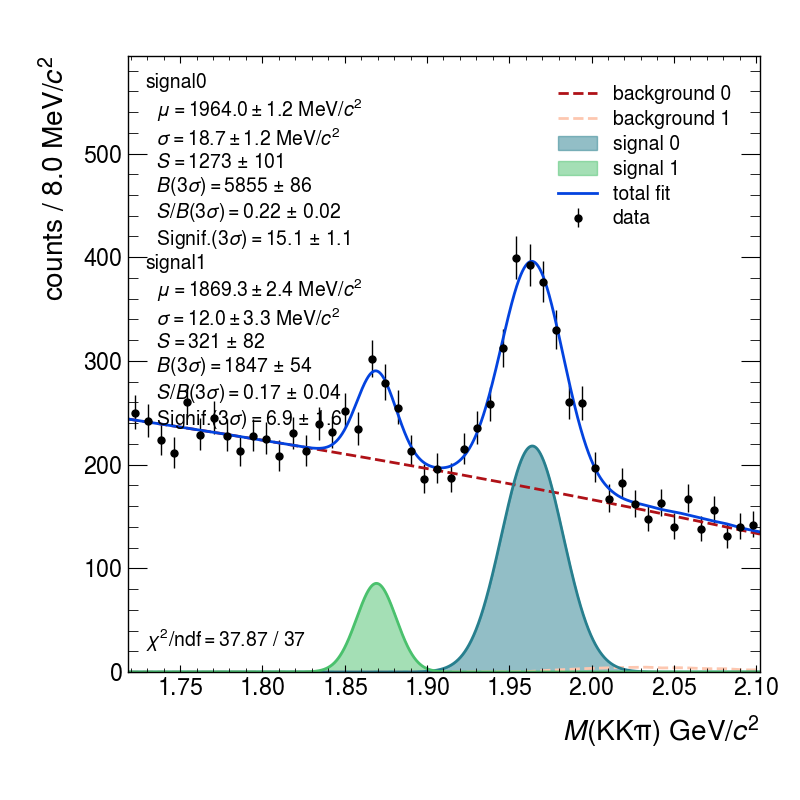 counts / 8.0 MeV/c²
signal0
μ = 1964.0 ± 1.2 MeV/c²
σ = 18.7 ± 1.2 MeV/c²
S = 1273 ± 101
B(3σ) = 5855 ± 86
S/B(3σ) = 0.22 ± 0.02
Signif.(3σ) = 15.1 ± 1.1
signal1
μ = 1869.3 ± 2.4 MeV/c²
σ = 12.0 ± 3.3 MeV/c²
S = 321 ± 82
B(3σ) = 1847 ± 54
S/B(3σ) = 0.17 ± 0.04
Signif.(3σ) = 6.9 ± 1.6
background 0
background 1
signal 0
signal 1
total fit
data
500
400
300
200
100
0
χ²/ndf = 37.87 / 37
1.75 1.80 1.85 1.90 1.95 2.00 2.05 2.10
M(KKπ) GeV/c²